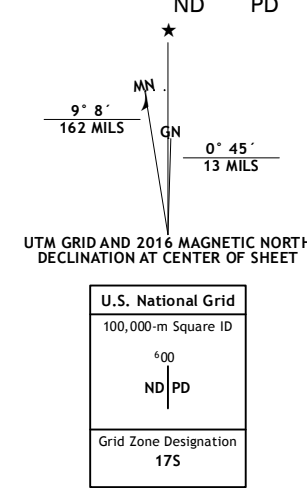 ND PD
MN
9° 8´
162 MILS
GN
0° 45´
13 MILS
UTM GRID AND 2016 MAGNETIC NORTH
DECLINATION AT CENTER OF SHEET
U.S. National Grid
100,000-m Square ID
⁶00
ND PD
Grid Zone Designation
17S